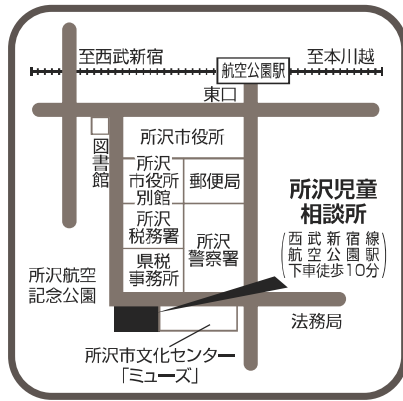 至西武新宿
航空公園駅
至本川越
東口
図書館
所沢市役所
所沢
市役所
別館
郵便局
所沢
税務署
所沢
警察署
県税
事務所
所沢児童
相談所
(西武新宿線
航空公園駅
下車徒歩10分)
所沢航空
記念公園
法務局
所沢市文化センター
「ミューズ」